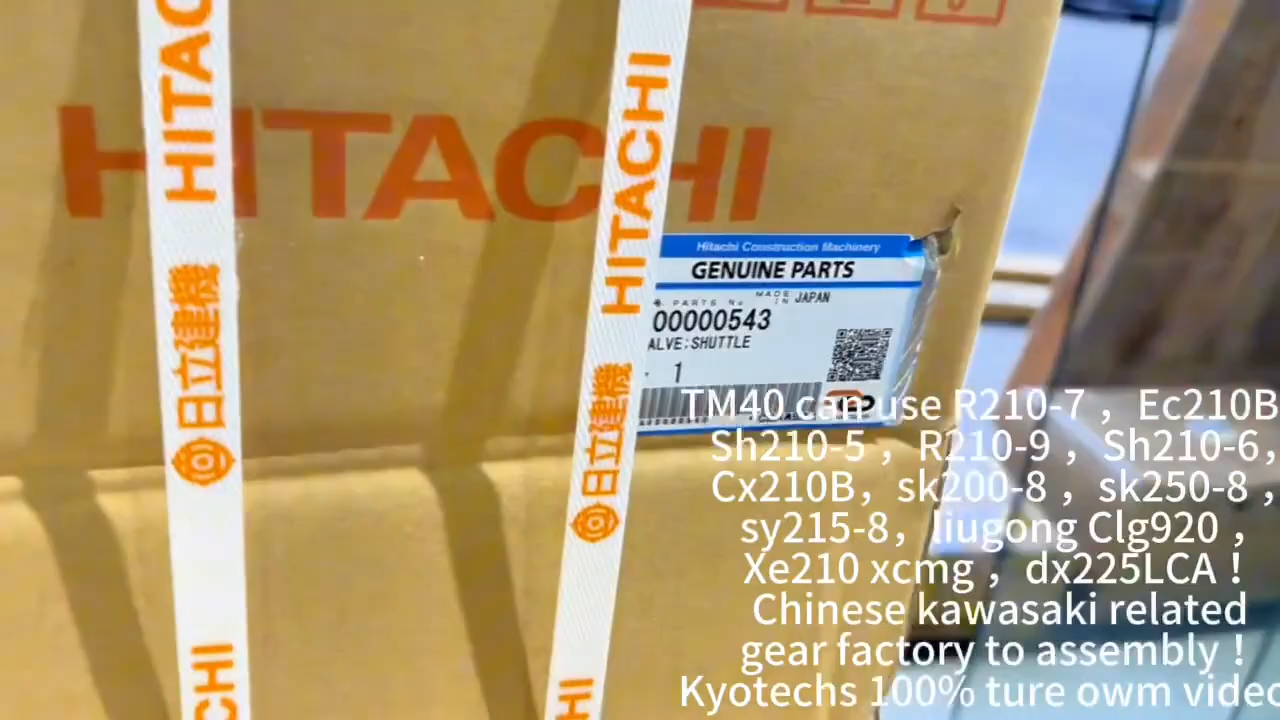 HITACHI
HITAC
HITACHI
日立建機
日立建機
CHI
HI
Hitachi Construction Machinery
GENUINE PARTS
PARTS No MADE IN JAPAN
00000543
ALVE:SHUTTLE
1
TM40 can use R210-7， Ec210B
Sh210-5， R210-9， Sh210-6，
Cx210B，sk200-8， sk250-8，
sy215-8，liugong Clg920，
Xe210 xcmg， dx225LCA！
Chinese kawasaki related
gear factory to assembly！
Kyotechs 100% ture owm video